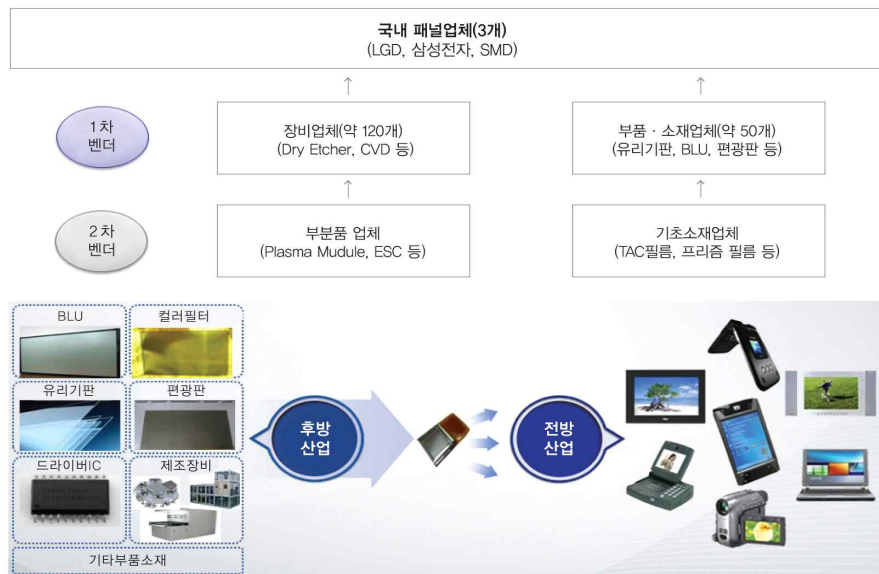 국내 패널업체(3개)
(LGD, 삼성전자, SMD)
1차
벤더
장비업체(약 120개)
(Dry Etcher, CVD 등)
부품 · 소재업체(약 50개)
(유리기판, BLU, 편광판 등)
2차
벤더
부분품 업체
(Plasma Mudule, ESC 등)
기초소재업체
(TAC필름, 프리즘 필름 등)
BLU
컬러필터
유리기판
편광판
드라이버IC
제조장비
기타부품소재
후방
산업
전방
산업